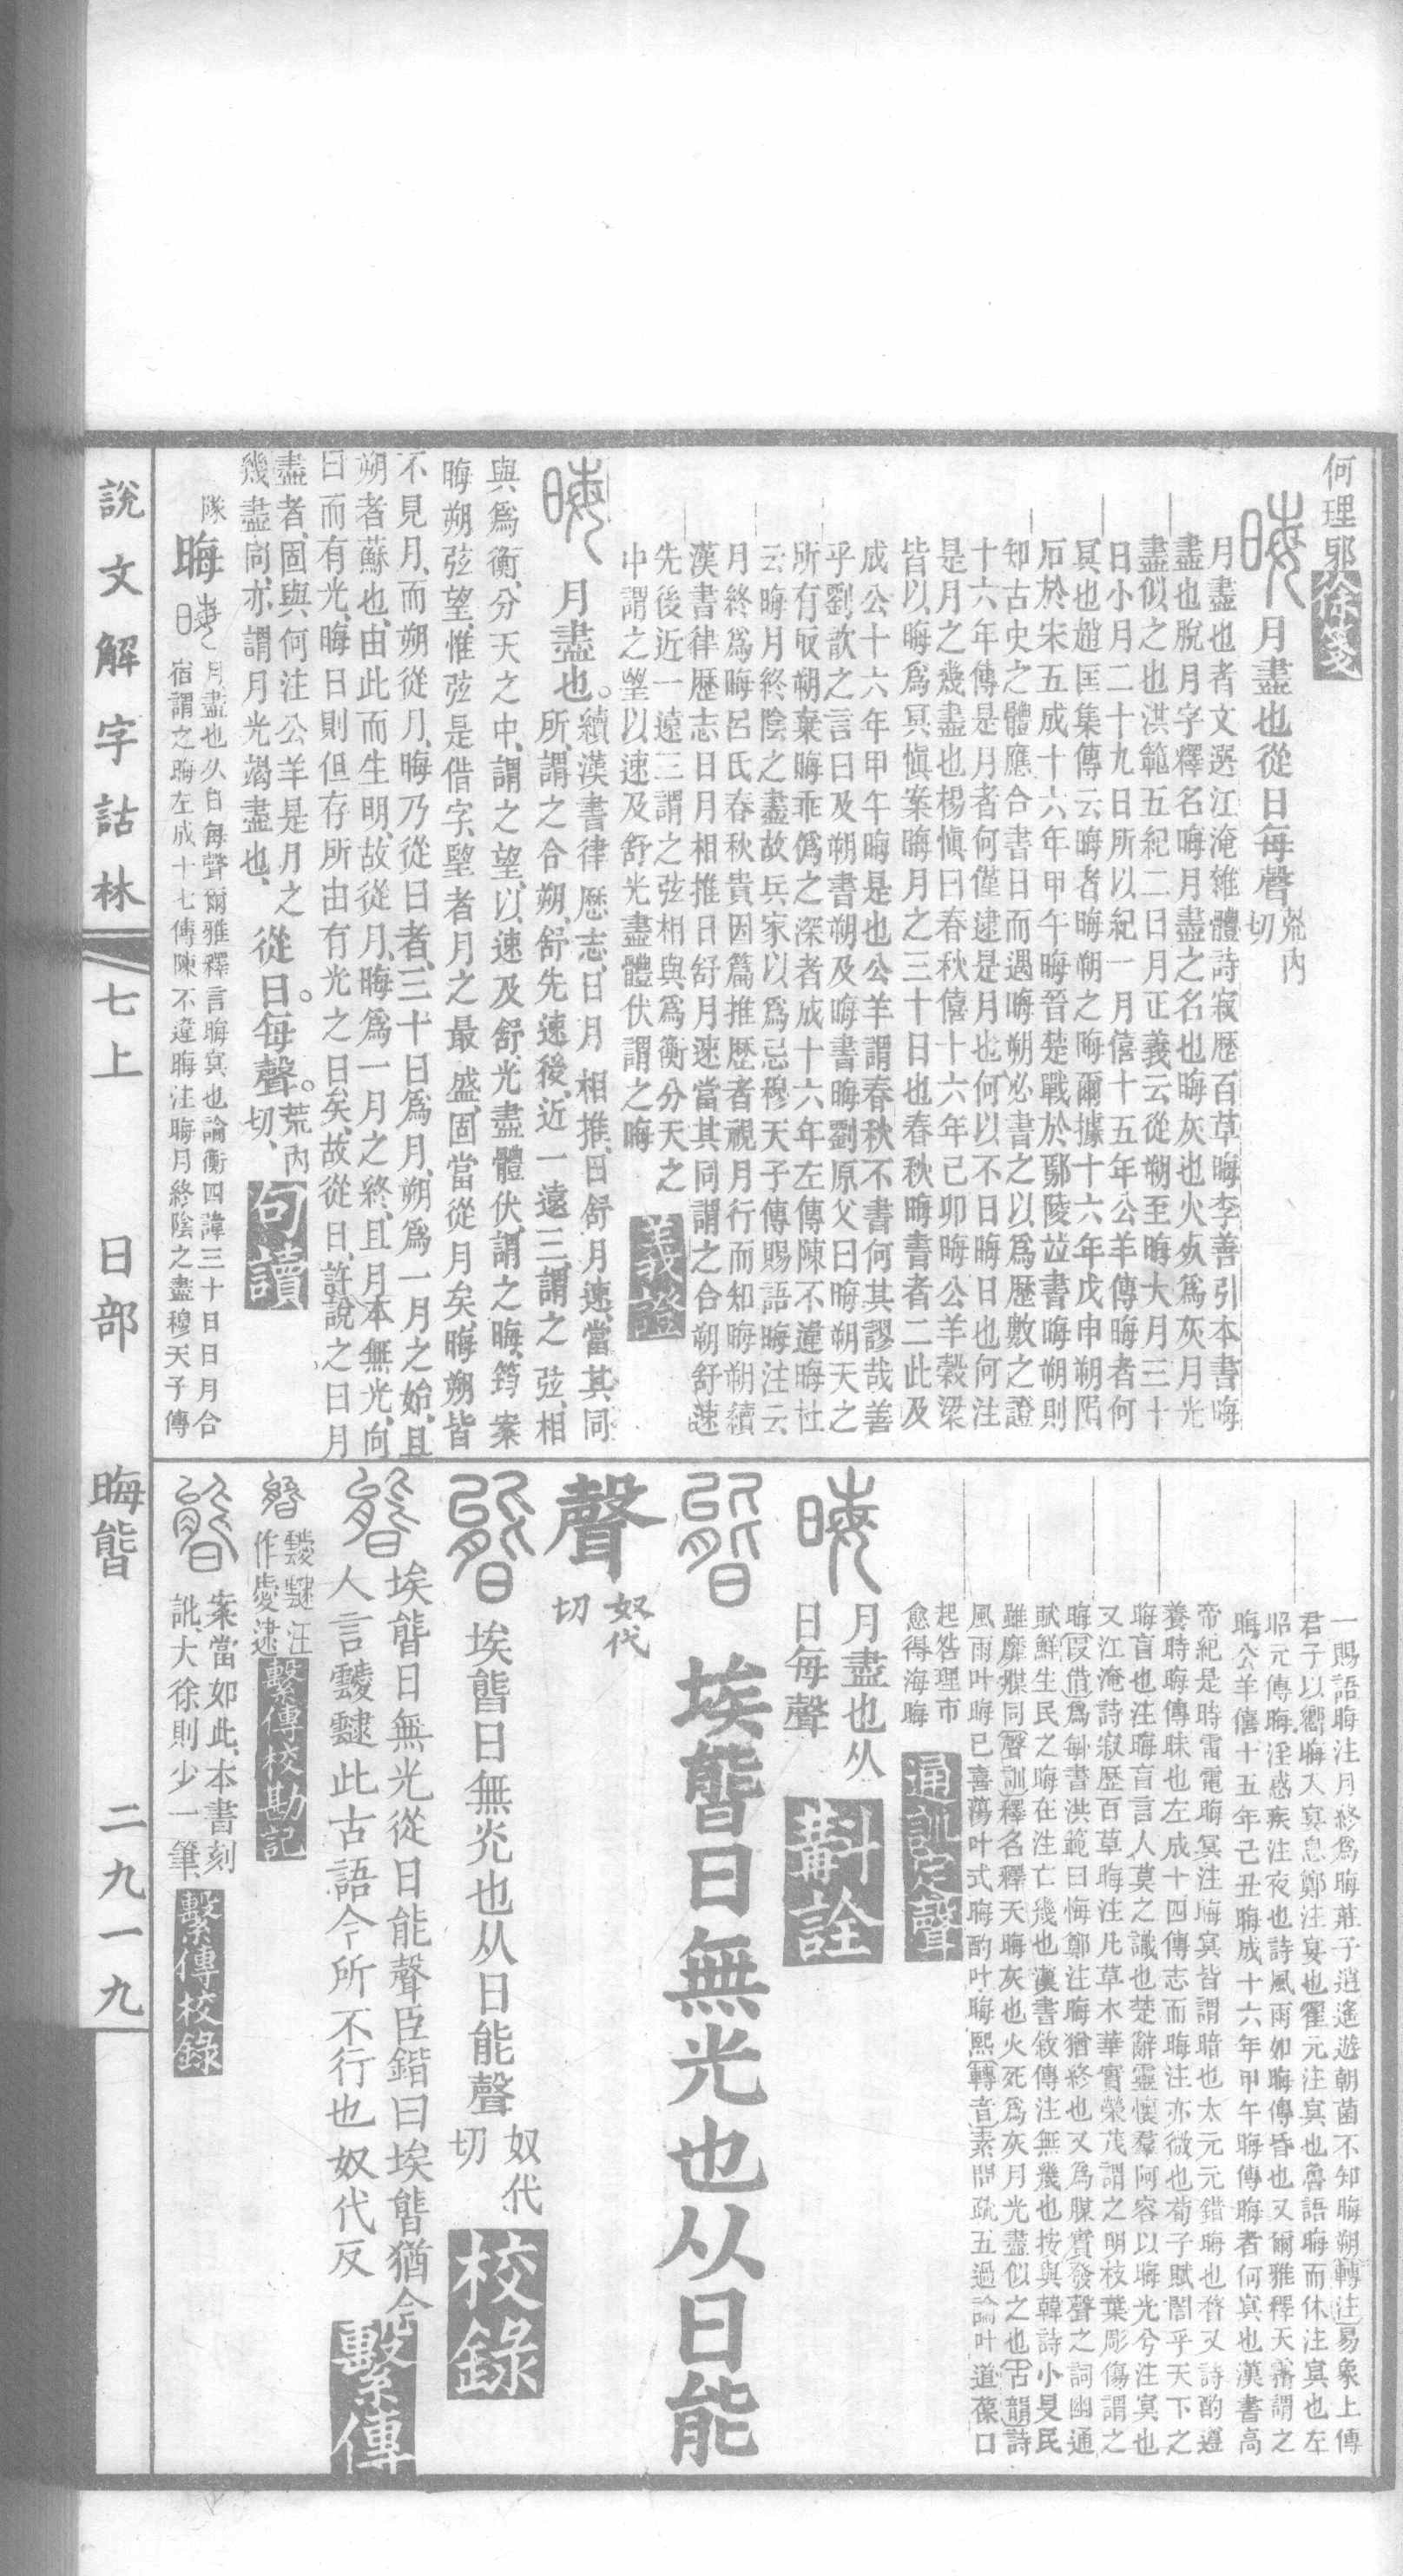 何理郭徐箋
月盡也從日每聲荒內切
月盡也者文選江淹雜體詩寂歷百草晦李善引本書晦
盡也脫月字釋名晦月盡之名也晦灰也火死為灰月光
盡似之也洪範五紀二曰月正義云從朔至晦大月三十
日小月二十九日所以紀一月僖十五年公羊傳晦者何
冥也趙匡集傳云晦者晦朔之晦爾據十六年戊申朔隕
石於宋五成十六年甲午晦晉楚戰於鄢陵竝書晦朔則
知古史之體應合書日而遇晦朔必書之以為歷數之證
十六年傳是月者何僅逮是月也何以不日晦日也何注
是月之幾盡也楊慎曰春秋僖十六年己卯晦公羊穀梁
皆以晦為冥愼案晦月之三十日也春秋晦書者二此及
成公十六年甲午晦是也公羊謂春秋不書何其謬哉善
乎劉歆之言曰及朔書朔及晦書晦劉原父曰晦朔天之
所有取朔棄晦乖偽之深者成十六年左傳陳不違晦杜
云晦月終陰之盡故兵家以為忌穆天子傳賜語晦注云
月終為晦呂氏春秋貴因篇推歷者視月行而知晦朔續
漢書律歷志日月相推日舒月速當其同謂之合朔舒速
先後近一遠三謂之弦相與為衡分天之
中謂之朢以速及舒光盡體伏謂之晦 義證
月盡也。續漢書律歷志、日月相推、日舒月速、當其同
所、謂之合朔、舒先速後、近一遠三、謂之弦、相
與為衡、分天之中、謂之望、以速及舒、光盡體伏、謂之晦、筠案
晦朔弦望、惟弦是借字、朢者月之最盛、固當從月矣、晦朔皆
不見月、而朔從月、晦乃從日者、三十日為月、朔為一月之始、且
朔者蘇也、由此而生明、故從月、晦為一月之終、且月本無光、向
日而有光、晦日則但存所由有光之日矣、故從日、許說之曰月
盡者、固與何注公羊是月之
幾盡同、亦謂月光竭盡也、從日。每聲。荒內切、句讀
隊
晦 月盡也从日每聲爾雅釋言晦冥也論衡四諱三十日日月合
宿謂之晦左成十七傳陳不違晦注晦月終陰之盡穆天子傳
一賜語晦注月終為晦莊子逍遙遊朝菌不知晦朔轉注易象上傳
君子以嚮晦入宴息鄭注宴也翟元注冥也魯語晦而休注冥也左
昭元傳晦淫惑疾注夜也詩風雨如晦傳昏也又爾雅釋天霧謂之
晦公羊僖十五年己丑晦成十六年甲午晦傳晦者何冥也漢書高
帝紀是時雷電晦冥注晦冥皆謂暗也太元元錯晦也瞀又詩酌遵
養時晦傳昧也左成十四傳志而晦注亦微也荀子賦闇乎天下之
晦盲也注晦盲言人莫之識也楚辭靈懷羣阿容以晦光兮注冥也
又江淹詩寂歷百草晦注凡草木華實榮茂謂之明枝葉彫傷謂之
晦叚借為每書洪範曰悔鄭注晦猶終也又為腜實發聲之詞幽通
賦鮮生民之晦在注亡幾也漢書敘傳注無幾也按與韓詩小旻民
雖靡腜同聲訓釋名釋天晦灰也火死為灰月光盡似之也古韻詩
風雨叶晦已喜蕩叶式晦酌叶晦熙轉音素問疏五過論叶道葆口
起咎理市
愈得海晦 通訓定聲
月盡也从
日每聲 斠詮
埃㬗日無光也从日能
聲 奴代切
埃㬗日無光也从日能聲奴代切 校錄
埃㬗日無光從日能聲臣鍇曰埃㬗猶今
人言靉靆此古語今所不行也 奴代反 繫傳
靉靆汪
作僾逮 繫傳校勘記
案當如此、本書刻
訛、大徐則少一筆、 繫傳校錄
說文解字詁林 七上 日部 晦㬗 二九一九